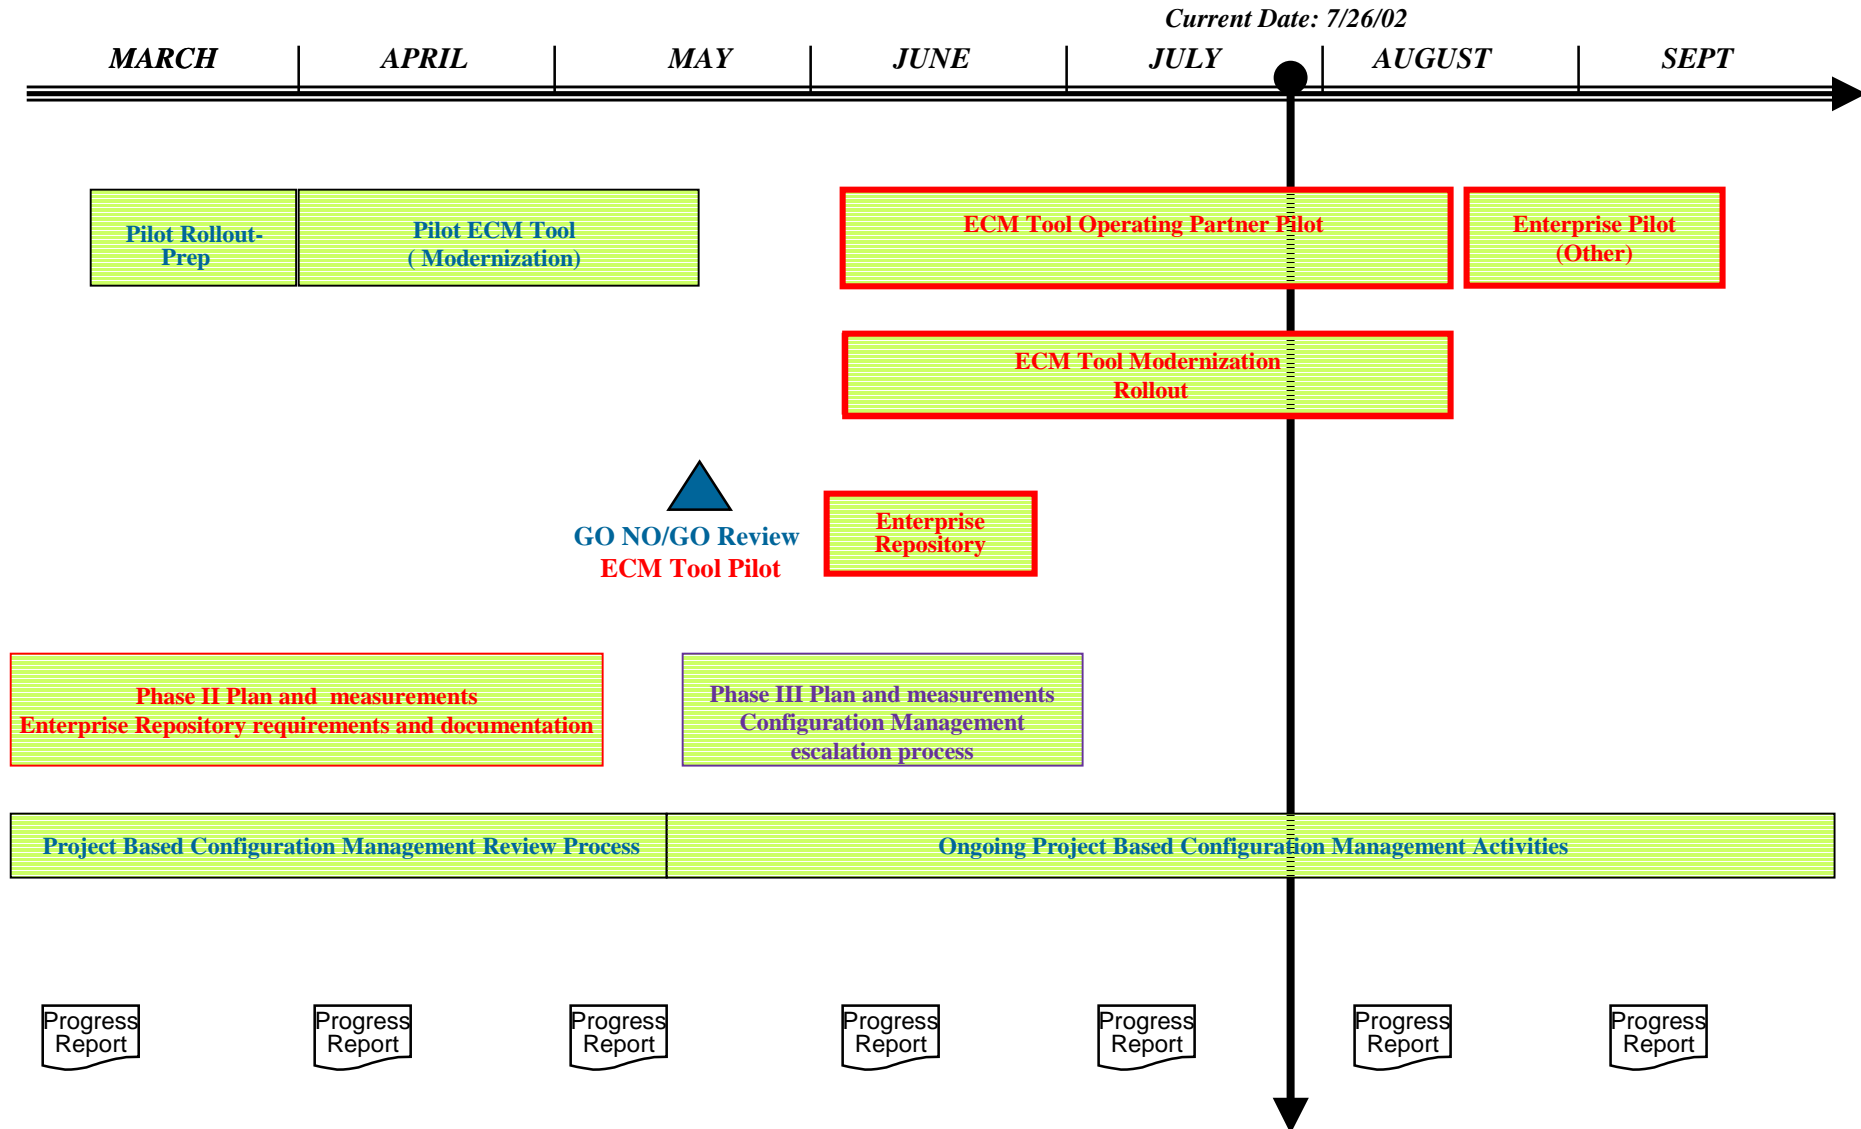 Current Date: 7/26/02
MARCH
APRIL
MAY
JUNE
JULY
AUGUST
SEPT
Pilot Rollout-
Prep
Pilot ECM Tool
( Modernization)
ECM Tool Operating Partner Pilot
Enterprise Pilot
(Other)
ECM Tool Modernization
Rollout
GO NO/GO Review
ECM Tool Pilot
Enterprise
Repository
Phase II Plan and measurements
Enterprise Repository requirements and documentation
Phase III Plan and measurements
Configuration Management
escalation process
Project Based Configuration Management Review Process
Ongoing Project Based Configuration Management Activities
Progress
Report
Progress
Report
Progress
Report
Progress
Report
Progress
Report
Progress
Report
Progress
Report